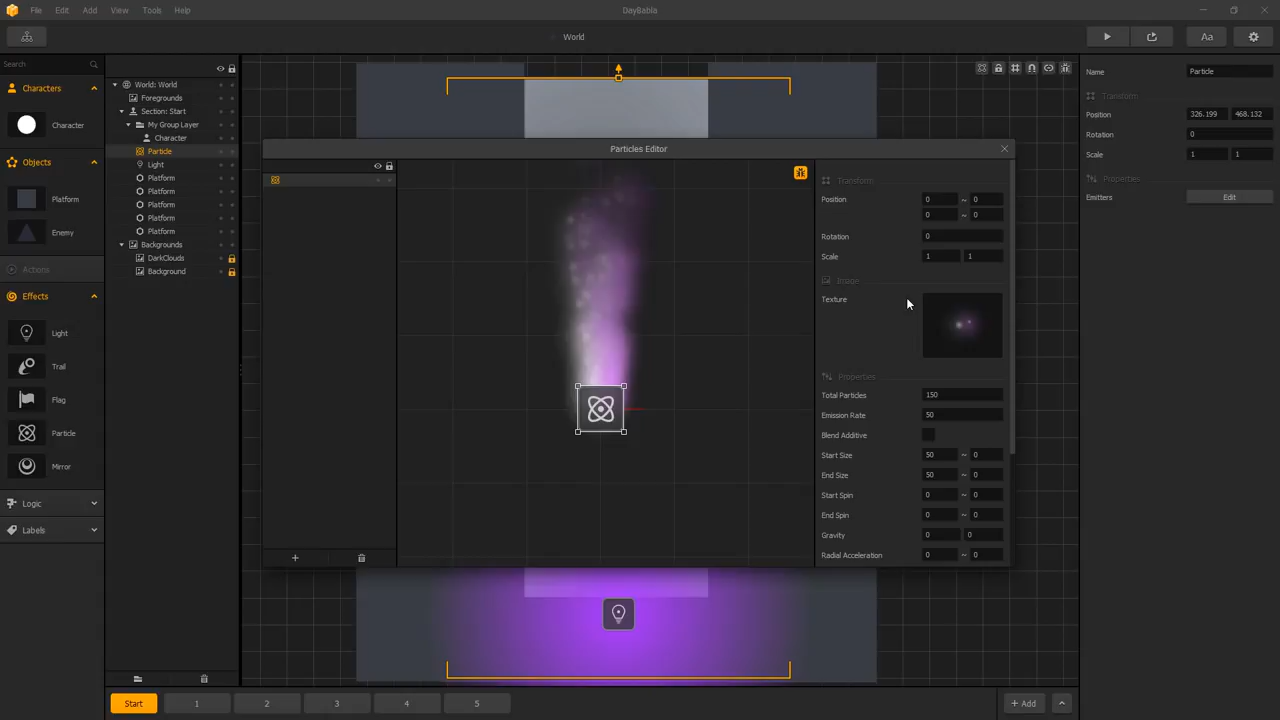 File Edit Add View Tools Help
DayBabla
World
Aa
Search
Characters
Character
Objects
Platform
Enemy
Actions
Effects
Light
Trail
Flag
Particle
Mirror
Logic
Labels
World: World
Foregrounds
Section: Start
My Group Layer
Character
Particle
Light
Platform
Platform
Platform
Platform
Platform
Backgrounds
DarkClouds
Background
Particles Editor
Transform
Position 0 ~ 0
0 ~ 0
Rotation 0
Scale 1 1
Image
Texture
Properties
Total Particles 150
Emission Rate 50
Blend Additive
Start Size 50 ~ 0
End Size 50 ~ 0
Start Spin 0 ~ 0
End Spin 0 ~ 0
Gravity 0 0
Radial Acceleration 0 ~ 0
Name Particle
Transform
Position 326.199 468.132
Rotation 0
Scale 1 1
Properties
Emitters Edit
Start 1 2 3 4 5
+ Add